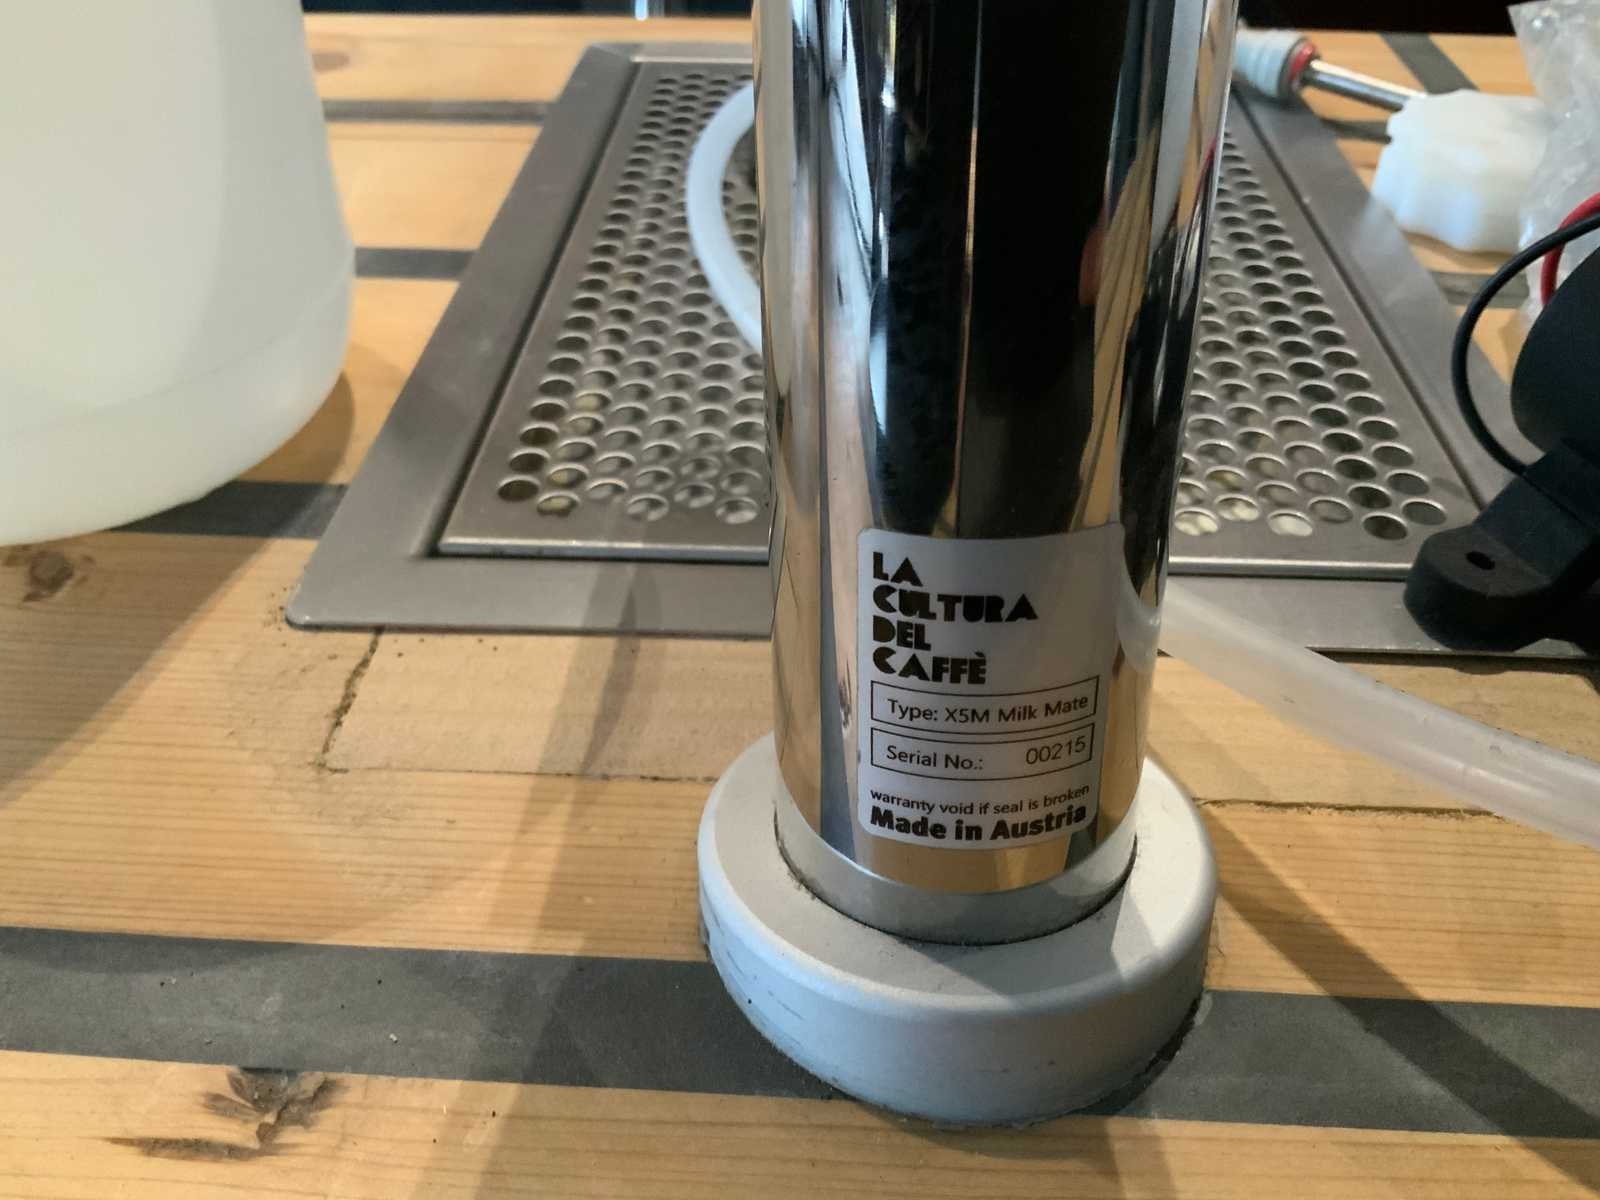 LA
CULTURA
DEL
CAFFÈ
Type: X5M Milk Mate
Serial No.: 00215
warranty void if seal is broken
Made in Austria